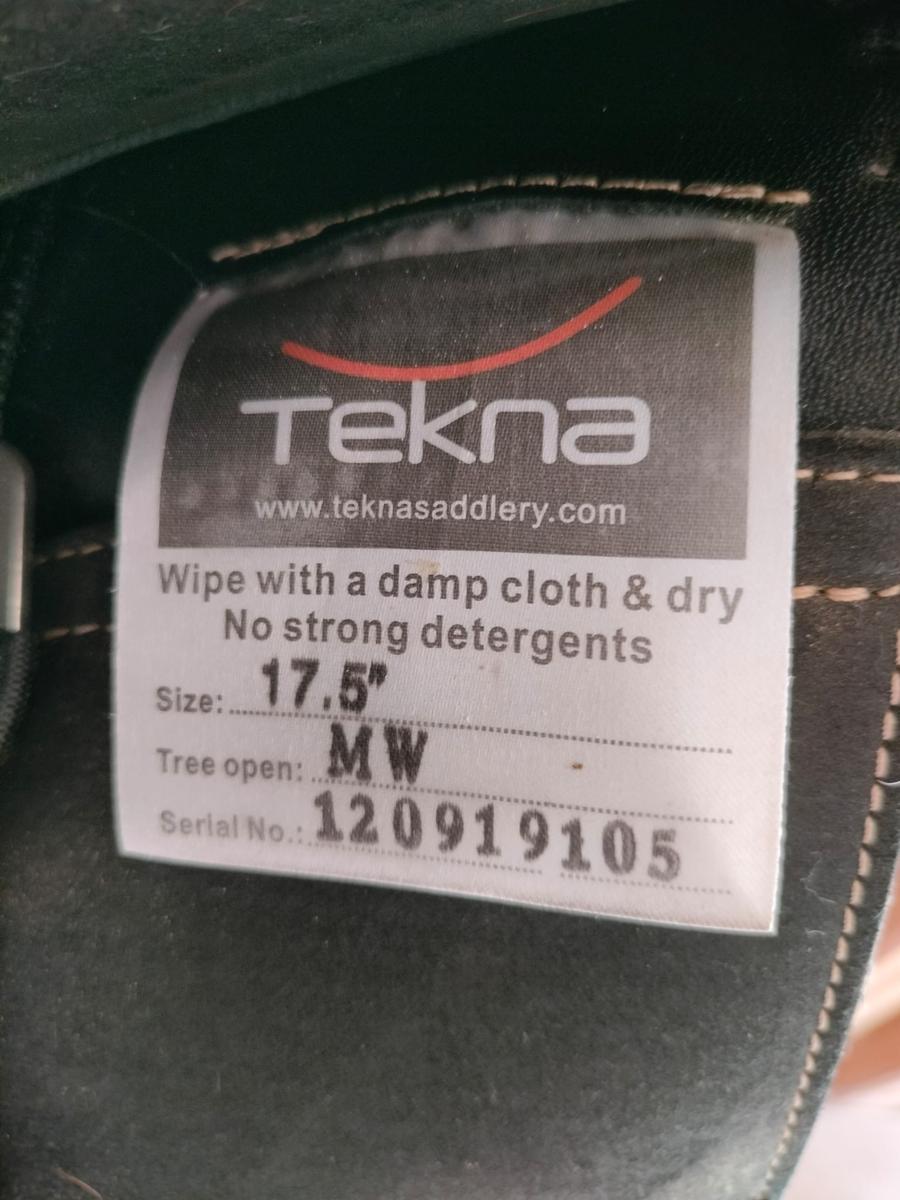 Tekna
www.teknasaddlery.com
Wipe with a damp cloth & dry
No strong detergents
Size: 17.5"
Tree open: MW
Serial No.: 120919105